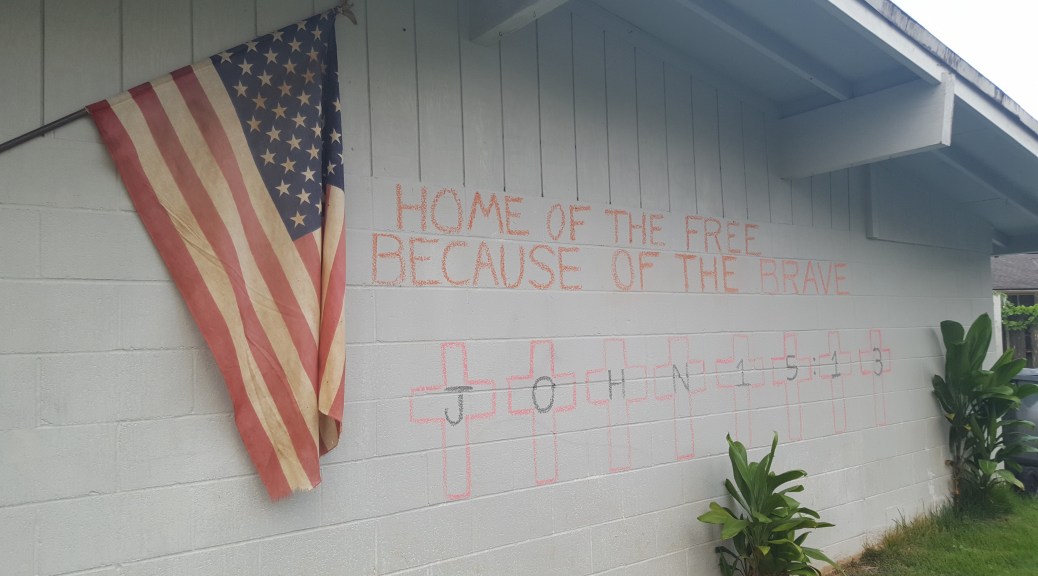 HOME OF THE FREE
BECAUSE OF THE BRAVE
JOHN 15:13